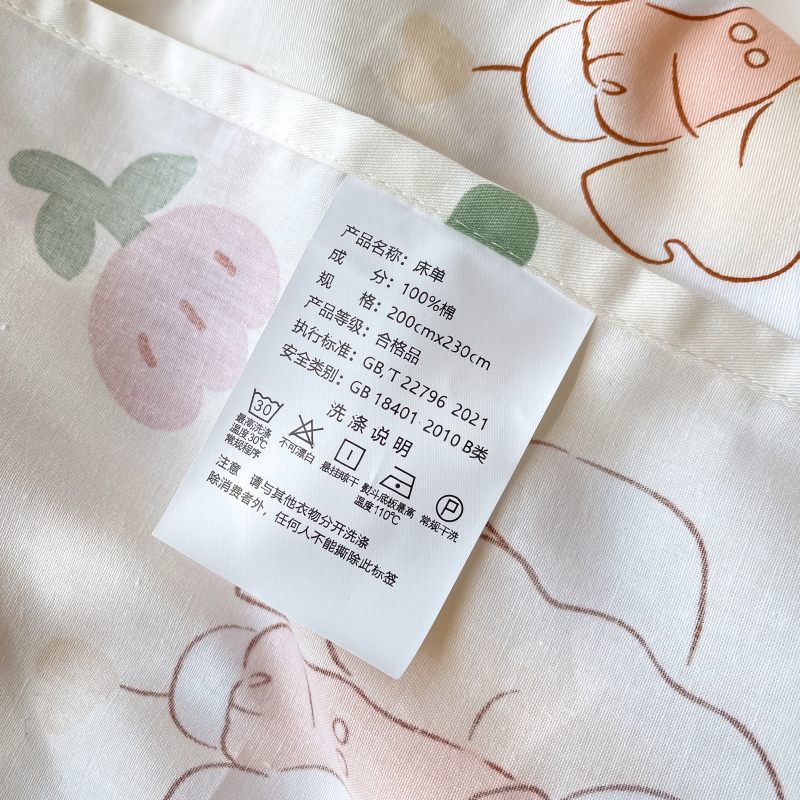 产品名称：床单
成 分：100%棉
规 格：200cmx230cm
产品等级：合格品
执行标准：GB/T 22796 2021
安全类别：GB 18401 2010 B类
洗涤说明
30
P
最高洗涤温度30℃常规程序
不可漂白
悬挂晾干
熨斗底板最高温度110℃
常规干洗
注意 请与其他衣物分开洗涤
除消费者外，任何人不能撕除此标签